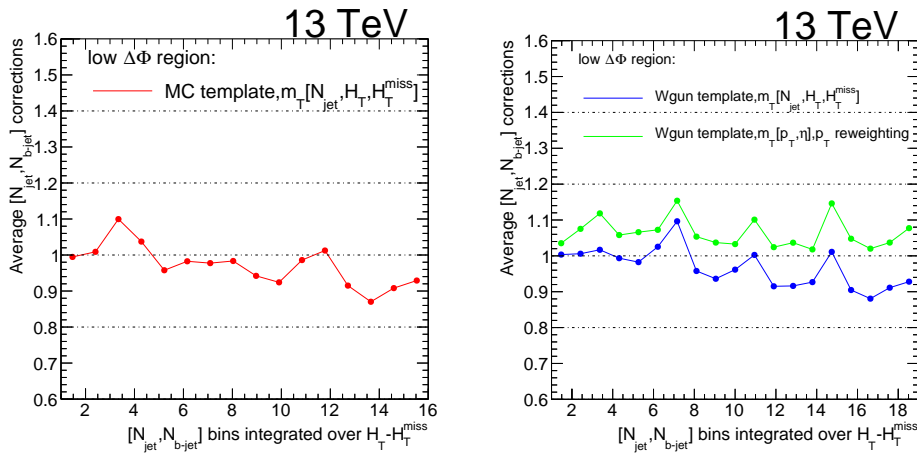 13 TeV
low ΔΦ region:
MC template,m_T[N_jet,H_T,H_T^miss]
Average [N_jet,N_b-jet] corrections
1.6
1.5
1.4
1.3
1.2
1.1
1
0.9
0.8
0.7
0.6
2 4 6 8 10 12 14 16
[N_jet,N_b-jet] bins integrated over H_T-H_T^miss
13 TeV
low ΔΦ region:
Wgun template,m_T[N_jet,H_T,H_T^miss]
Wgun template,m_T[p_T,η],p_T reweighting
Average [N_jet,N_b-jet] corrections
1.6
1.5
1.4
1.3
1.2
1.1
1
0.9
0.8
0.7
0.6
2 4 6 8 10 12 14 16 18
[N_jet,N_b-jet] bins integrated over H_T-H_T^miss